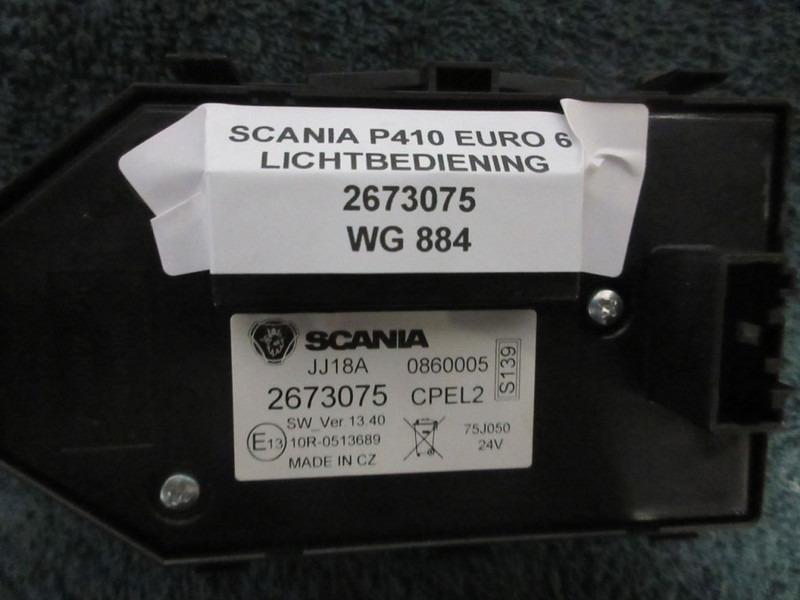 SCANIA P410 EURO 6
LICHTBEDIENING
2673075
WG 884
SCANIA
JJ18A 0860005
S139
2673075 CPEL2
SW_Ver.13.40
E13 10R-0513689
75J050
24V
MADE IN CZ